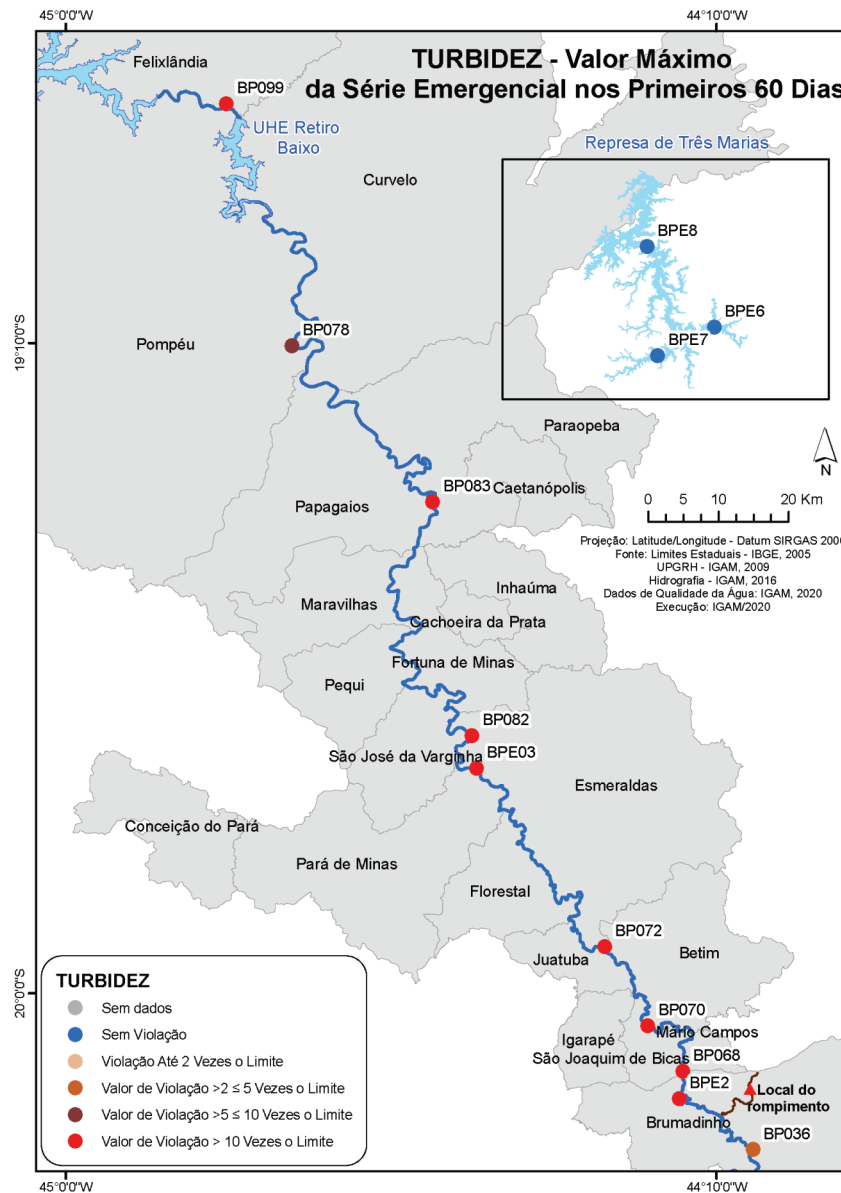 45°0'0"W
44°10'0"W
TURBIDEZ - Valor Máximo
da Série Emergencial nos Primeiros 60 Dias
Felixlândia
BP099
UHE Retiro
Baixo
Represa de Três Marias
Curvelo
BPE8
BPE6
BPE7
19°10'0"S
Pompéu
BP078
Paraopeba
N
BP083
Caetanópolis
Papagaios
0 5 10 20 Km
Projeção: Latitude/Longitude - Datum SIRGAS 200
Fonte: Limites Estaduais - IBGE, 2005
UPGRH - IGAM, 2009
Hidrografia - IGAM, 2016
Dados de Qualidade da Água: IGAM, 2020
Execução: IGAM/2020
Inhaúma
Maravilhas
Cachoeira da Prata
Fortuna de Minas
Pequi
BP082
São José da Varginha
BPE03
Esmeraldas
Conceição do Pará
Pará de Minas
Florestal
BP072
Juatuba
Betim
20°0'0"S
BP070
Mário Campos
Igarapé
São Joaquim de Bicas
BP068
BPE2
Local do
rompimento
Brumadinho
BP036
TURBIDEZ
Sem dados
Sem Violação
Violação Até 2 Vezes o Limite
Valor de Violação >2 ≤ 5 Vezes o Limite
Valor de Violação >5 ≤ 10 Vezes o Limite
Valor de Violação > 10 Vezes o Limite
45°0'0"W
44°10'0"W